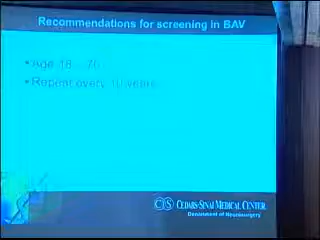 Recommendations for screening in BAV
• Age 18 - 70
• Repeat every 10 years
CS CEDARS-SINAI MEDICAL CENTER
Department of Neurosurgery